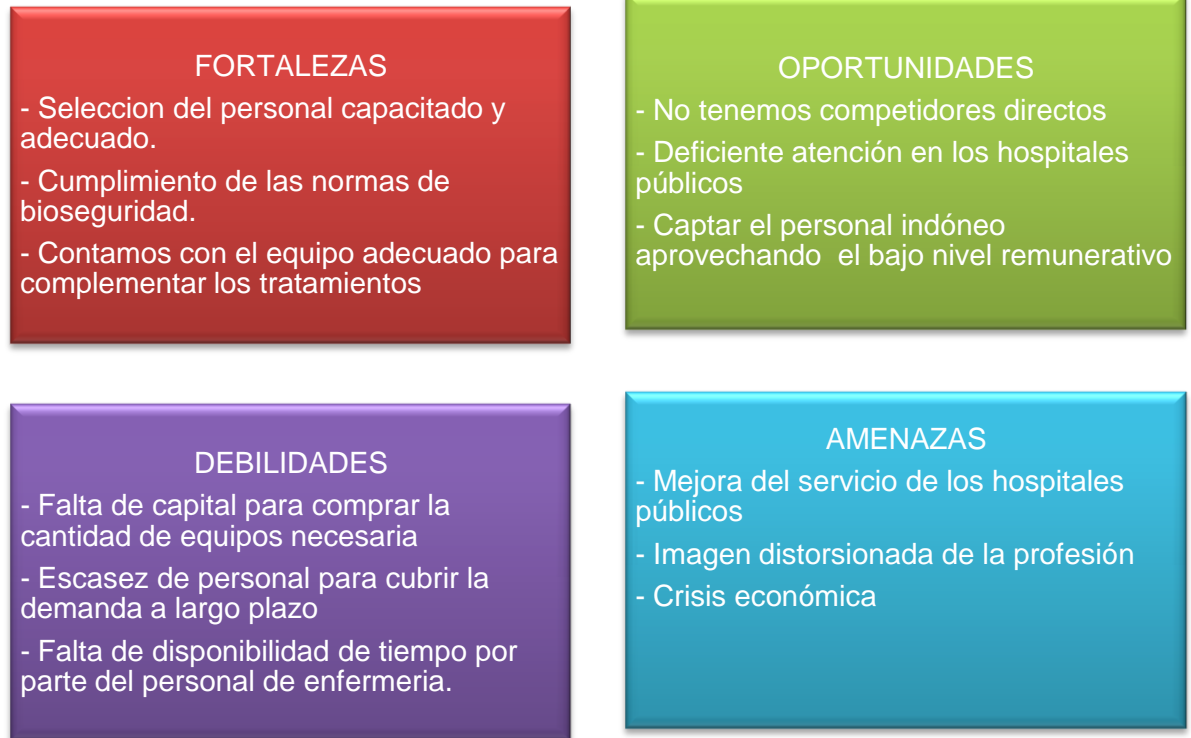 FORTALEZAS
- Seleccion del personal capacitado y
adecuado.
- Cumplimiento de las normas de
bioseguridad.
- Contamos con el equipo adecuado para
complementar los tratamientos
OPORTUNIDADES
- No tenemos competidores directos
- Deficiente atención en los hospitales
públicos
- Captar el personal indóneo
aprovechando  el bajo nivel remunerativo
DEBILIDADES
- Falta de capital para comprar la
cantidad de equipos necesaria
- Escasez de personal para cubrir la
demanda a largo plazo
- Falta de disponibilidad de tiempo por
parte del personal de enfermeria.
AMENAZAS
- Mejora del servicio de los hospitales
públicos
- Imagen distorsionada de la profesión
- Crisis económica